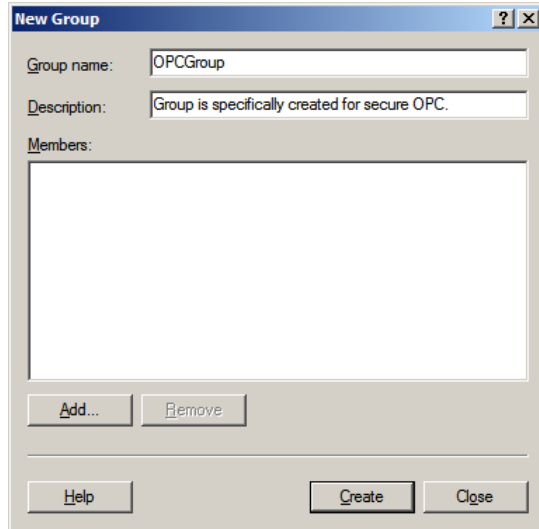 New Group
Group name: OPCGroup
Description: Group is specifically created for secure OPC.
Members:
Add... Remove
Help Create Close